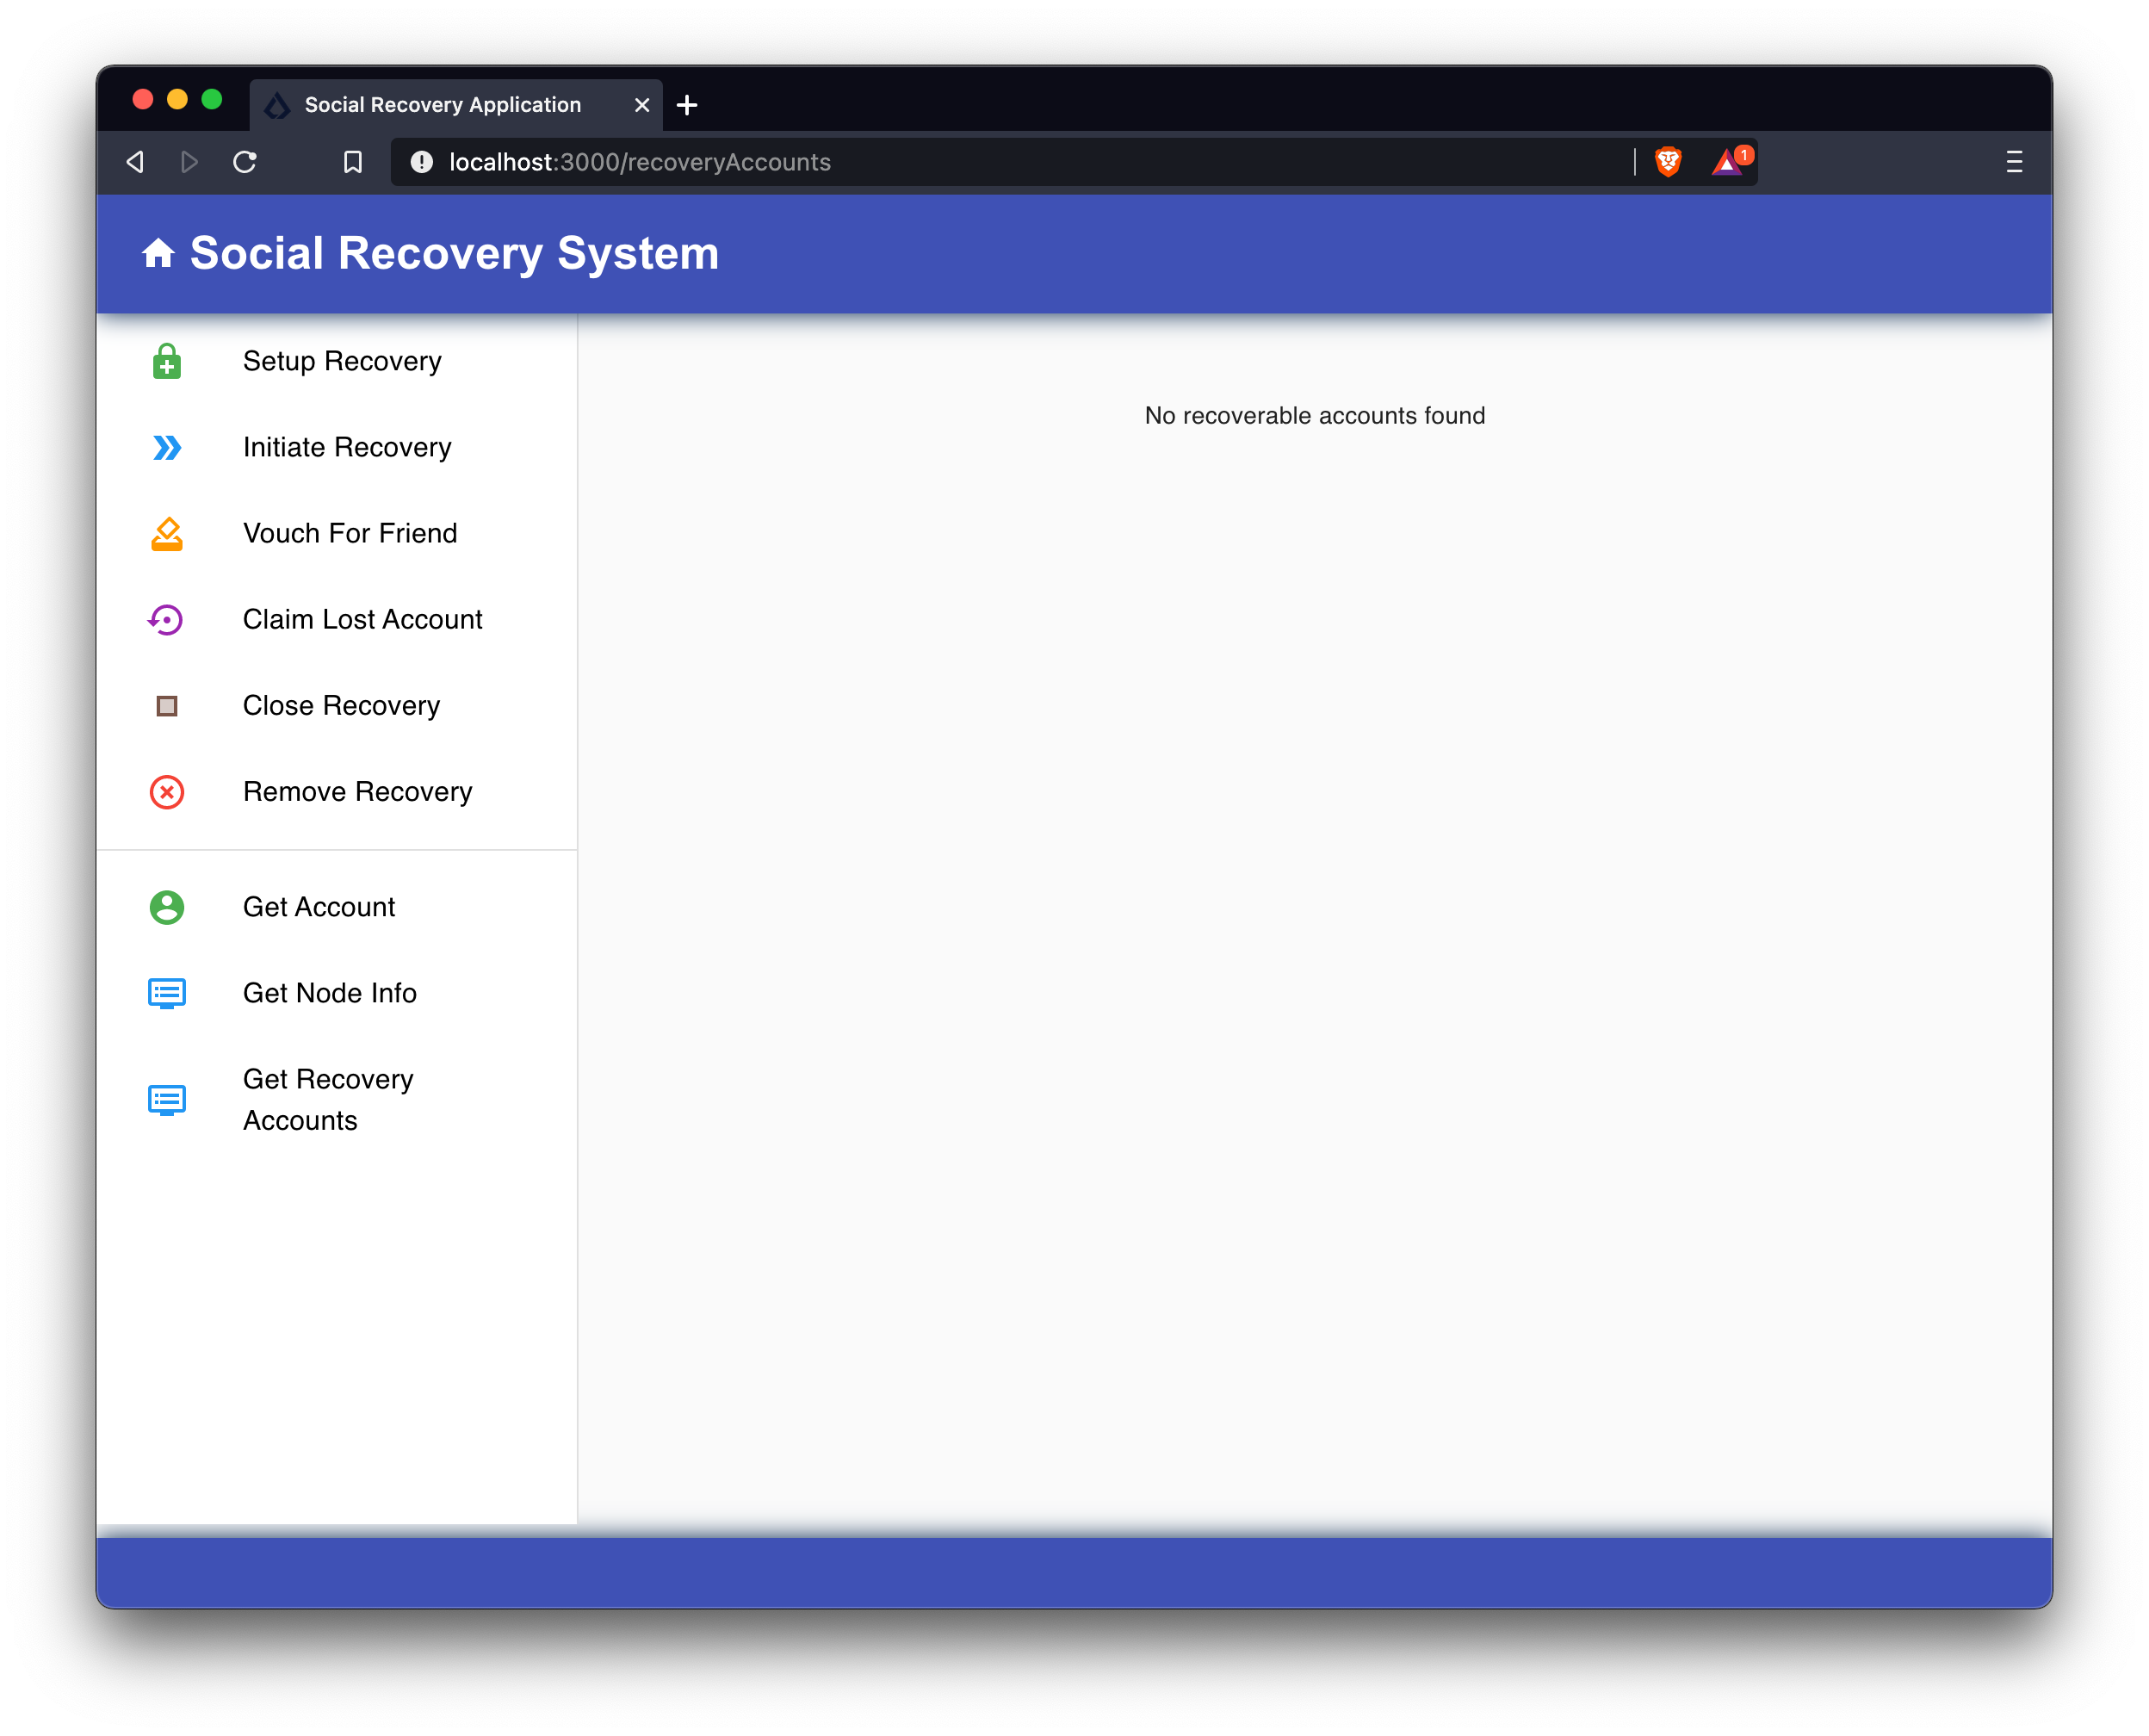 Social Recovery Application
localhost:3000/recoveryAccounts
1
Social Recovery System
Setup Recovery
Initiate Recovery
Vouch For Friend
Claim Lost Account
Close Recovery
Remove Recovery
Get Account
Get Node Info
Get Recovery
Accounts
No recoverable accounts found